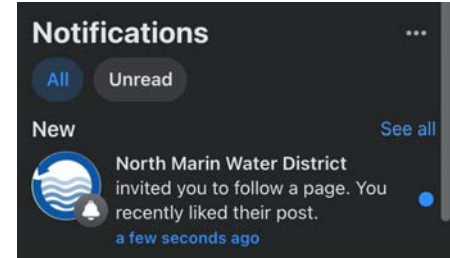 Notifications
All
Unread
New
See all
North Marin Water District
invited you to follow a page. You
recently liked their post.
a few seconds ago